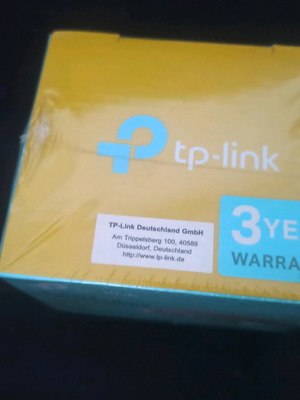 tp-link
TP-Link Deutschland GmbH
Am Trippelsberg 100, 40589
Düsseldorf, Deutschland
http://www.tp-link.de
3 YE
WARRA